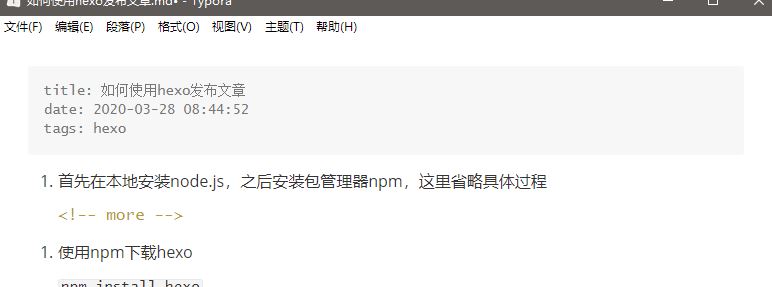 如何使用hexo发布文章.md• - Typora
文件(F) 编辑(E) 段落(P) 格式(O) 视图(V) 主题(T) 帮助(H)
title: 如何使用hexo发布文章
date: 2020-03-28 08:44:52
tags: hexo
1. 首先在本地安装node.js，之后安装包管理器npm，这里省略具体过程
<!-- more -->
1. 使用npm下载hexo
npm install hexo